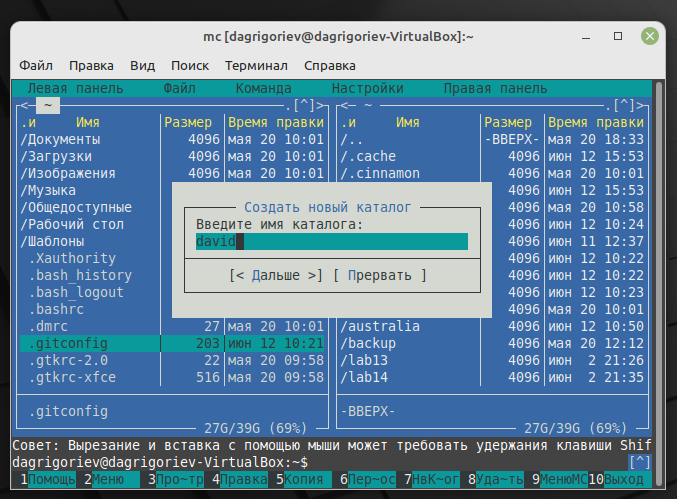 mc [dagrigoriev@dagrigoriev-VirtualBox]:~
Файл Правка Вид Поиск Терминал Справка
Левая панель Файл Команда Настройки Правая панель
<— ~ .[^]> <— ~ .[^]>
.и Имя Размер Время правки .и Имя Размер Время правки
/Документы 4096 мая 20 10:01 /.. -ВВЕРХ- мая 20 18:33
/Загрузки 4096 мая 20 10:01 /.cache 4096 июн 12 15:53
/Изображения 4096 мая 20 10:01 /.cinnamon 4096 мая 20 10:01
/Музыка 4096 июн 12 15:53
/Общедоступные Создать новый каталог 4096 мая 20 10:58
/Рабочий стол Введите имя каталога: 4096 июн 12 10:24
/Шаблоны david 4096 июн 11 12:37
.Xauthority 4096 июн 12 10:22
.bash_history [< Дальше >] [ Прервать ] 4096 июн 12 10:22
.bash_logout 4096 июн 12 10:23
.bashrc 4096 мая 20 10:01
.dmrc 27 мая 20 10:01 /australia 4096 июн 12 10:50
.gitconfig 203 июн 12 10:21 /backup 4096 мая 20 12:12
.gtkrc-2.0 22 мая 20 09:58 /lab13 4096 июн 2 21:26
.gtkrc-xfce 516 мая 20 09:58 /lab14 4096 июн 2 21:35
.gitconfig -ВВЕРХ-
27G/39G (69%) 27G/39G (69%)
Совет: Вырезание и вставка с помощью мыши может требовать удержания клавиши Shif
dagrigoriev@dagrigoriev-VirtualBox:~$ [^]
1Помощь 2Меню 3Про~тр 4Правка 5Копия 6Пер~ос 7НвК~ог 8Уда~ть 9МенюMC 10Выход